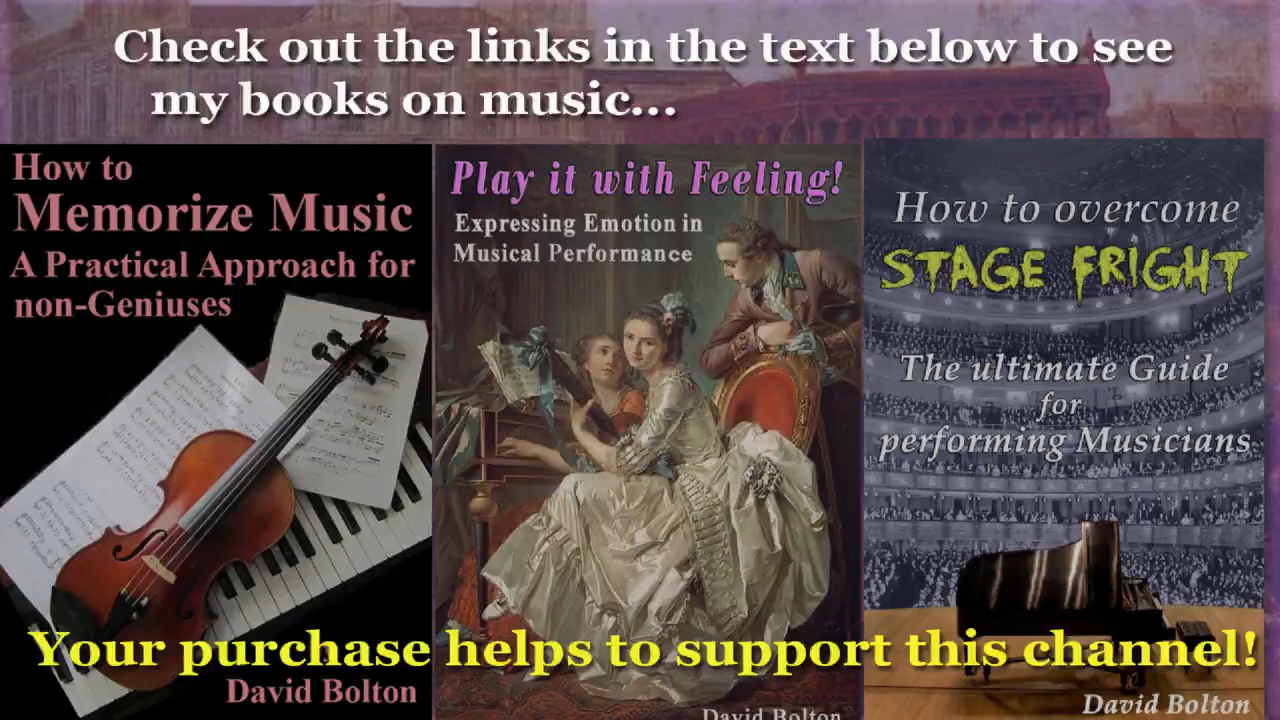 Check out the links in the text below to see
my books on music...
How to
Memorize Music
A Practical Approach for
non-Geniuses
David Bolton
Play it with Feeling!
Expressing Emotion in
Musical Performance
David Bolton
How to overcome
STAGE FRIGHT
The ultimate Guide
for
performing Musicians
David Bolton
Your purchase helps to support this channel!